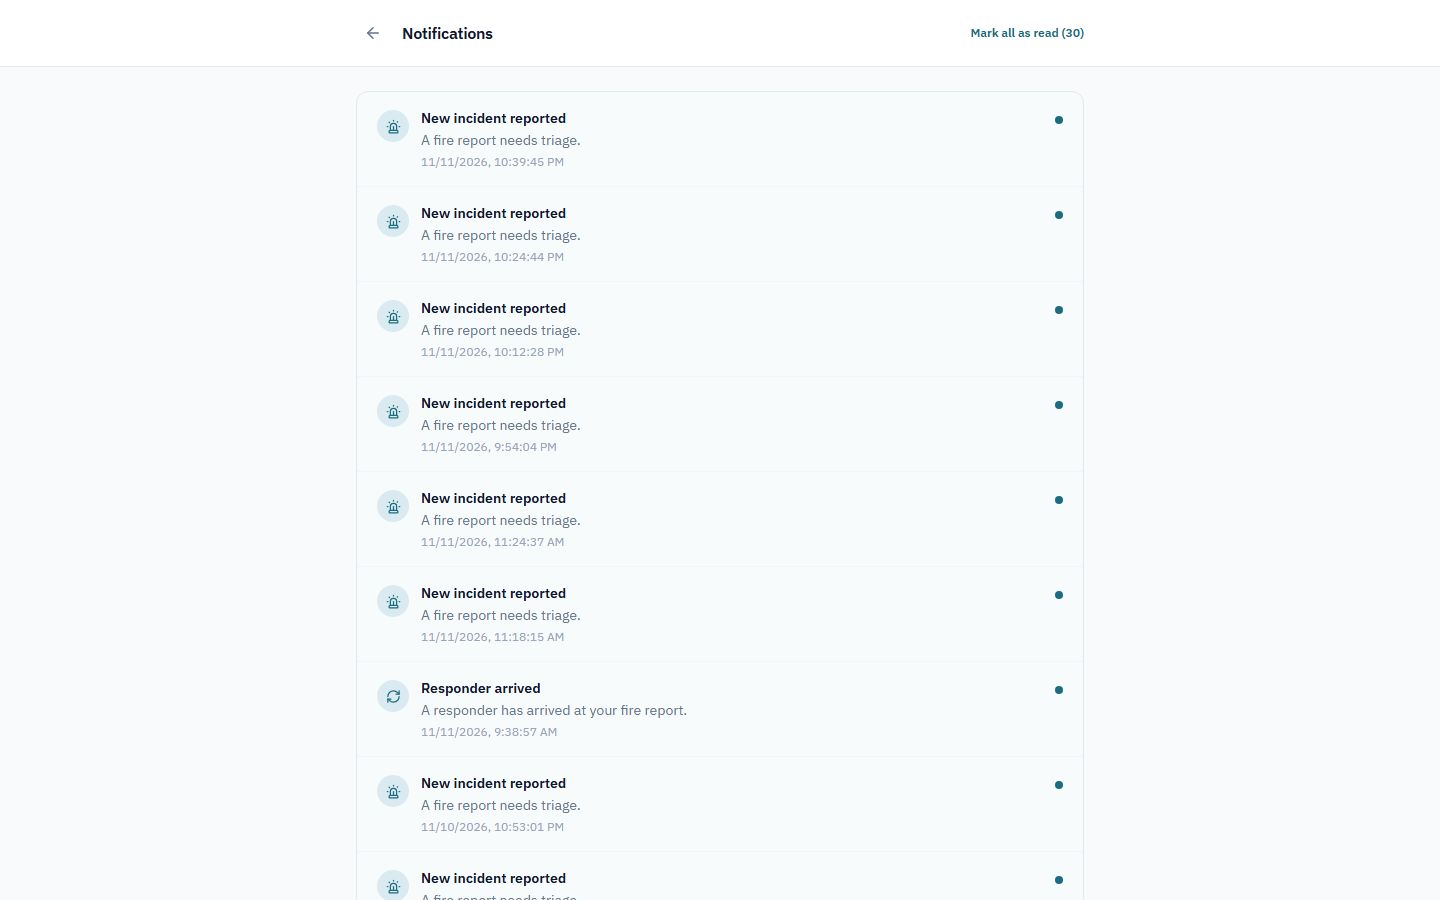 Notifications
Mark all as read (30)
New incident reported
A fire report needs triage.
11/11/2026, 10:39:45 PM
New incident reported
A fire report needs triage.
11/11/2026, 10:24:44 PM
New incident reported
A fire report needs triage.
11/11/2026, 10:12:28 PM
New incident reported
A fire report needs triage.
11/11/2026, 9:54:04 PM
New incident reported
A fire report needs triage.
11/11/2026, 11:24:37 AM
New incident reported
A fire report needs triage.
11/11/2026, 11:18:15 AM
Responder arrived
A responder has arrived at your fire report.
11/11/2026, 9:38:57 AM
New incident reported
A fire report needs triage.
11/10/2026, 10:53:01 PM
New incident reported
A fire report needs triage